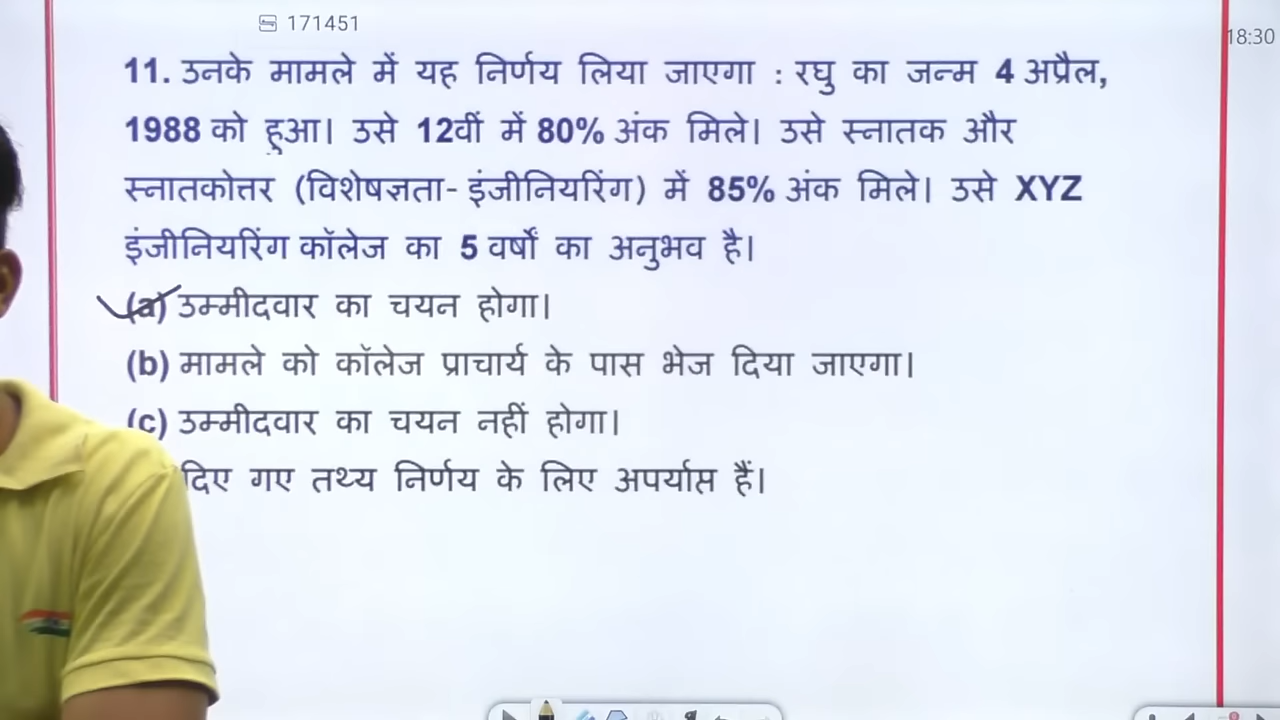 171451
18:30
11. उनके मामले में यह निर्णय लिया जाएगा : रघु का जन्म 4 अप्रैल,
1988 को हुआ। उसे 12वीं में 80% अंक मिले। उसे स्नातक और
स्नातकोत्तर (विशेषज्ञता- इंजीनियरिंग) में 85% अंक मिले। उसे XYZ
इंजीनियरिंग कॉलेज का 5 वर्षों का अनुभव है।
(a) उम्मीदवार का चयन होगा।
(b) मामले को कॉलेज प्राचार्य के पास भेज दिया जाएगा।
(c) उम्मीदवार का चयन नहीं होगा।
दिए गए तथ्य निर्णय के लिए अपर्याप्त हैं।